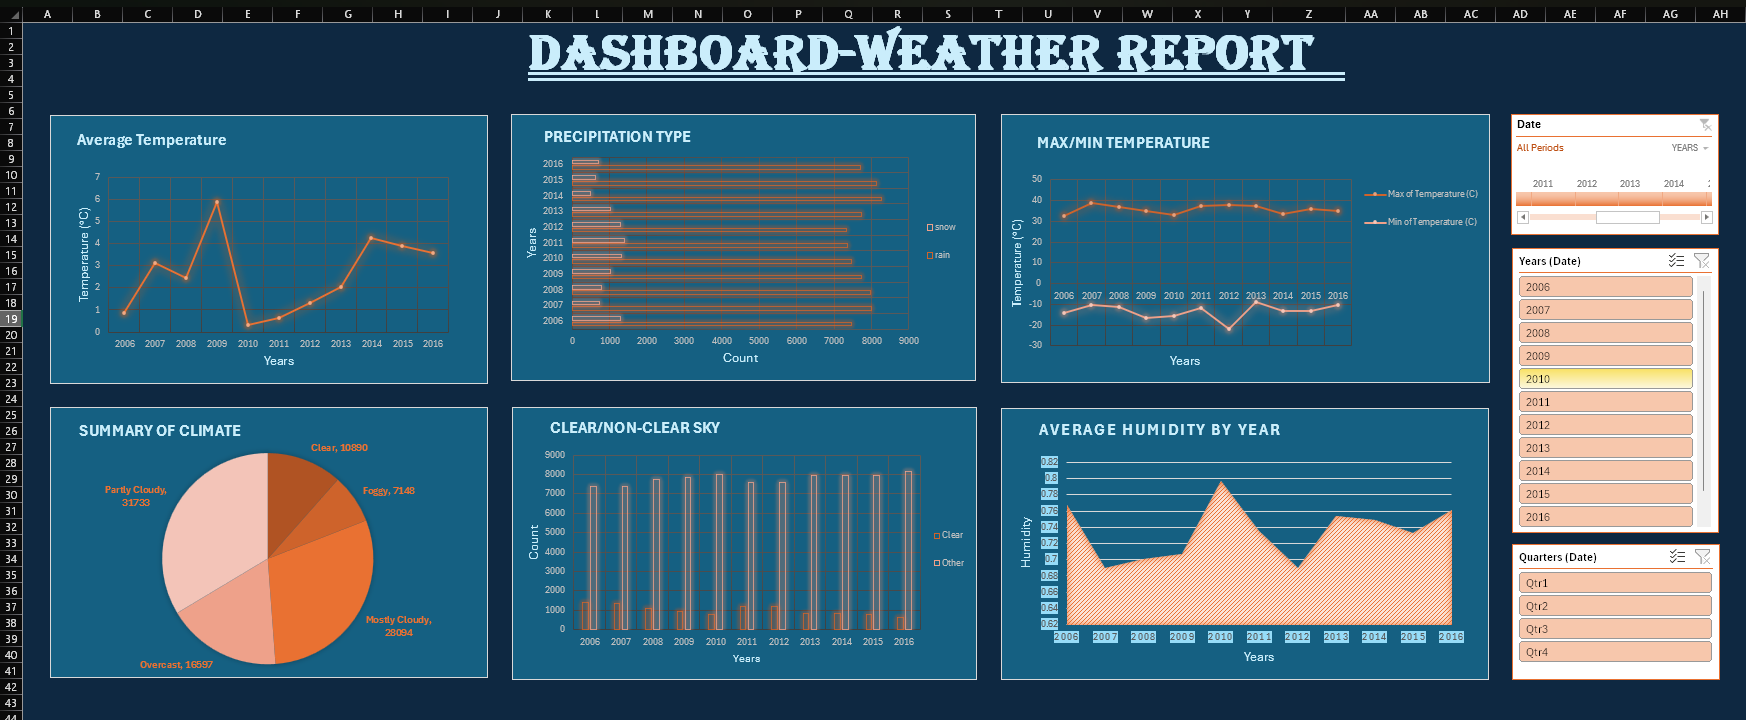 A B C D E F G H I J K L M N O P Q R S T U V W X Y Z AA AB AC AD AE AF AG AH
1
2
3
4
5
6
7
8
9
10
11
12
13
14
15
16
17
18
19
20
21
22
23
24
25
26
27
28
29
30
31
32
33
34
35
36
37
38
39
40
41
42
43
44
DASHBOARD-WEATHER REPORT
Average Temperature
Temperature (°C)
7
6
5
4
3
2
1
0
2006 2007 2008 2009 2010 2011 2012 2013 2014 2015 2016
Years
PRECIPITATION TYPE
Years
2016
2015
2014
2013
2012
2011
2010
2009
2008
2007
2006
0 1000 2000 3000 4000 5000 6000 7000 8000 9000
Count
snow
rain
MAX/MIN TEMPERATURE
Temperature (°C)
50
40
30
20
10
0
-10
-20
-30
2006 2007 2008 2009 2010 2011 2012 2013 2014 2015 2016
Years
Max of Temperature (C)
Min of Temperature (C)
Date
All Periods YEARS
2011 2012 2013 2014
Years (Date)
2006
2007
2008
2009
2010
2011
2012
2013
2014
2015
2016
Quarters (Date)
Qtr1
Qtr2
Qtr3
Qtr4
SUMMARY OF CLIMATE
Clear, 10890
Foggy, 7148
Mostly Cloudy,
28094
Overcast, 16597
Partly Cloudy,
31733
CLEAR/NON-CLEAR SKY
Count
9000
8000
7000
6000
5000
4000
3000
2000
1000
0
2006 2007 2008 2009 2010 2011 2012 2013 2014 2015 2016
Years
Clear
Other
AVERAGE HUMIDITY BY YEAR
Humidity
0.82
0.8
0.78
0.76
0.74
0.72
0.7
0.68
0.66
0.64
0.62
2006 2007 2008 2009 2010 2011 2012 2013 2014 2015 2016
Years